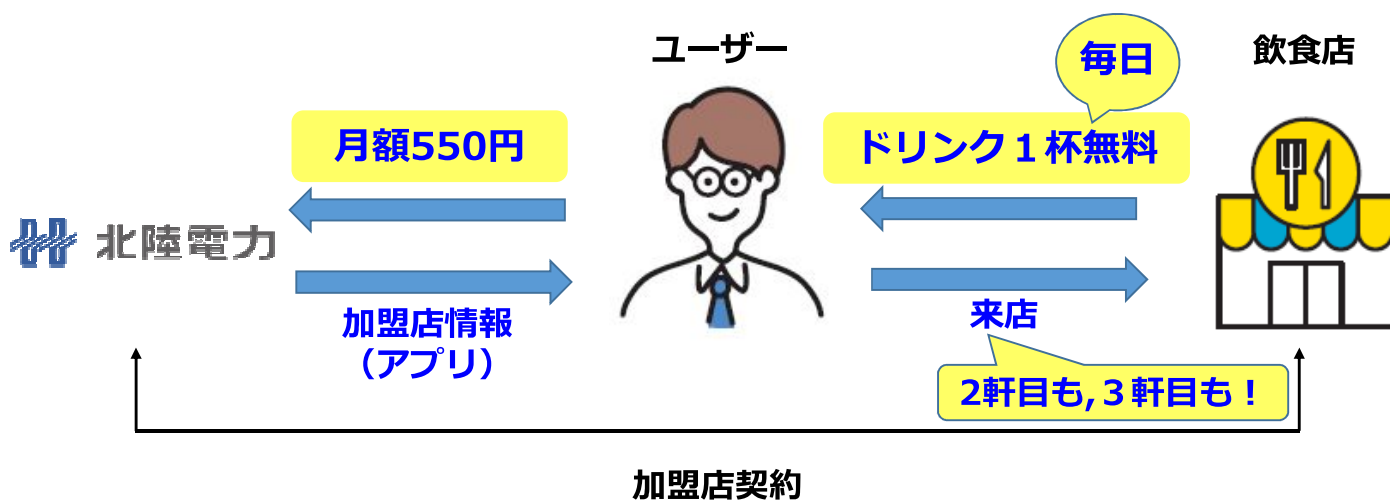 ユーザー
毎日
飲食店
月額550円
ドリンク１杯無料
北陸電力
加盟店情報
（アプリ）
来店
2軒目も,３軒目も！
加盟店契約